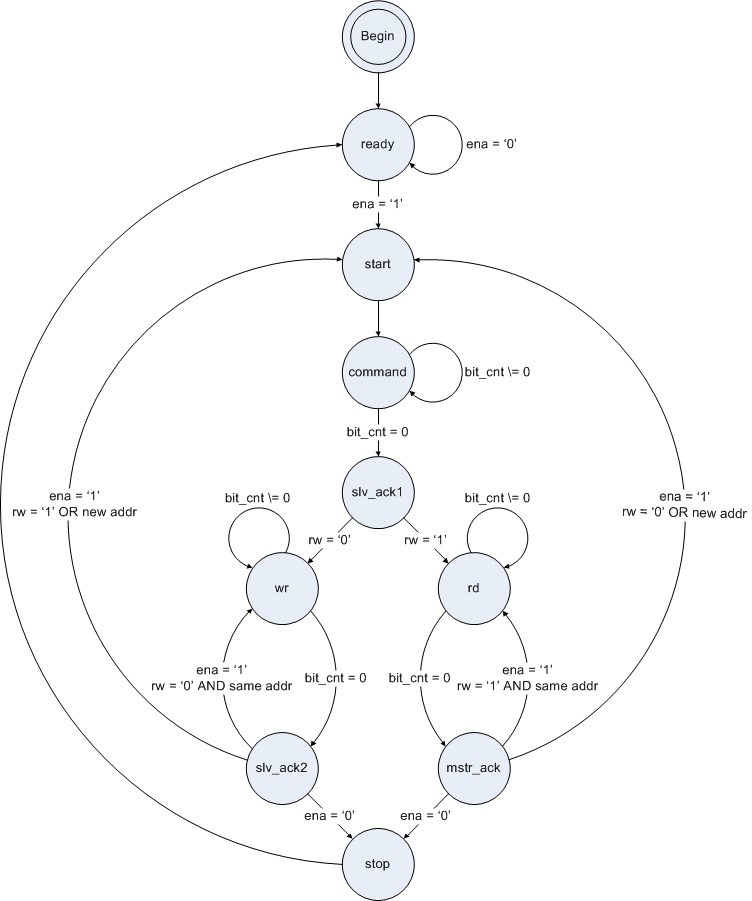 Begin
ready
ena = ‘0’
ena = ‘1’
start
command
bit_cnt \= 0
bit_cnt = 0
slv_ack1
ena = ‘1’
rw = ‘1’ OR new addr
bit_cnt \= 0
bit_cnt \= 0
ena = ‘1’
rw = ‘0’ OR new addr
rw = ‘0’
rw = ‘1’
wr
rd
ena = ‘1’
rw = ‘0’ AND same addr
bit_cnt = 0
bit_cnt = 0
ena = ‘1’
rw = ‘1’ AND same addr
slv_ack2
mstr_ack
ena = ‘0’
ena = ‘0’
stop